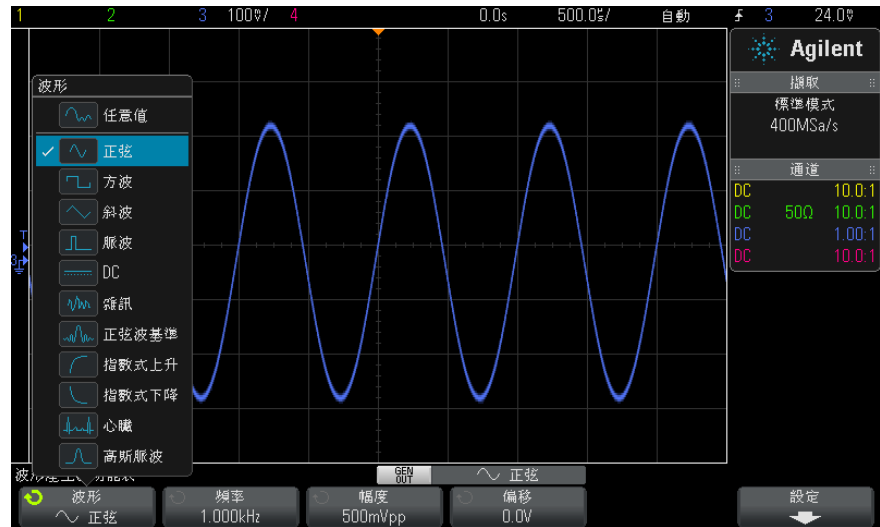 1 2 3 100㎷/ 4 0.0s 500.0㎲/ 自動 3 24.0㎷
Agilent
擷取
標準模式
400MSa/s
通道
DC 10.0:1
DC 50Ω 10.0:1
DC 1.00:1
DC 10.0:1
波形
任意值
正弦
方波
斜波
脈波
DC
雜訊
正弦波基準
指數式上升
指數式下降
心臟
高斯脈波
T
3
GEN OUT 正弦
波形 正弦
頻率 1.000kHz
幅度 500mVpp
偏移 0.0V
設定